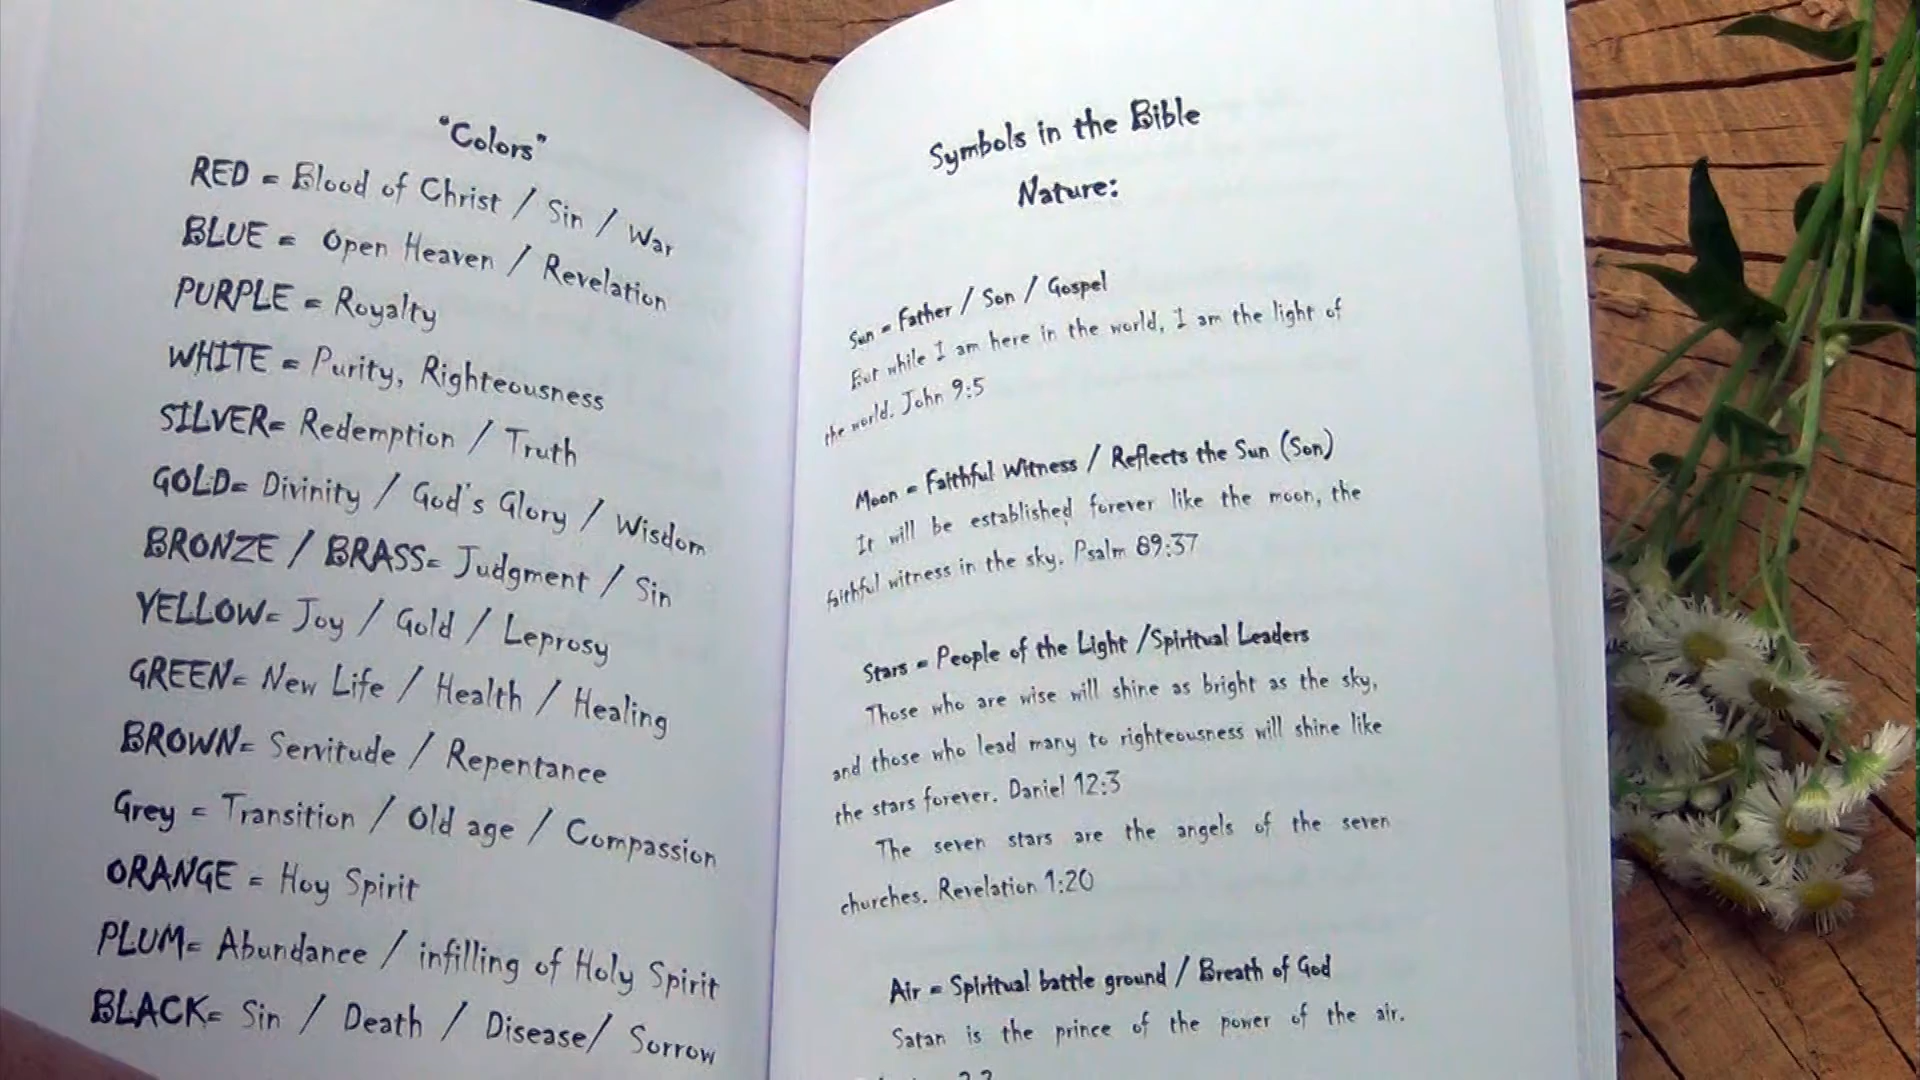 "Colors"
RED = Blood of Christ / Sin / War
BLUE = Open Heaven / Revelation
PURPLE = Royalty
WHITE = Purity, Righteousness
SILVER= Redemption / Truth
GOLD= Divinity / God's Glory / Wisdom
BRONZE / BRASS= Judgment / Sin
YELLOW= Joy / Gold / Leprosy
GREEN= New Life / Health / Healing
BROWN= Servitude / Repentance
Grey = Transition / Old age / Compassion
ORANGE = Hoy Spirit
PLUM= Abundance / infilling of Holy Spirit
BLACK= Sin / Death / Disease/ Sorrow
Symbols in the Bible
Nature:
Sun = Father / Son / Gospel
But while I am here in the world, I am the light of
the world. John 9:5
Moon = Faithful Witness / Reflects the Sun (Son)
It will be established forever like the moon, the
faithful witness in the sky. Psalm 89:37
Stars = People of the Light /Spiritual Leaders
Those who are wise will shine as bright as the sky,
and those who lead many to righteousness will shine like
the stars forever. Daniel 12:3
The seven stars are the angels of the seven
churches. Revelation 1:20
Air = Spiritual battle ground / Breath of God
Satan is the prince of the power of the air.